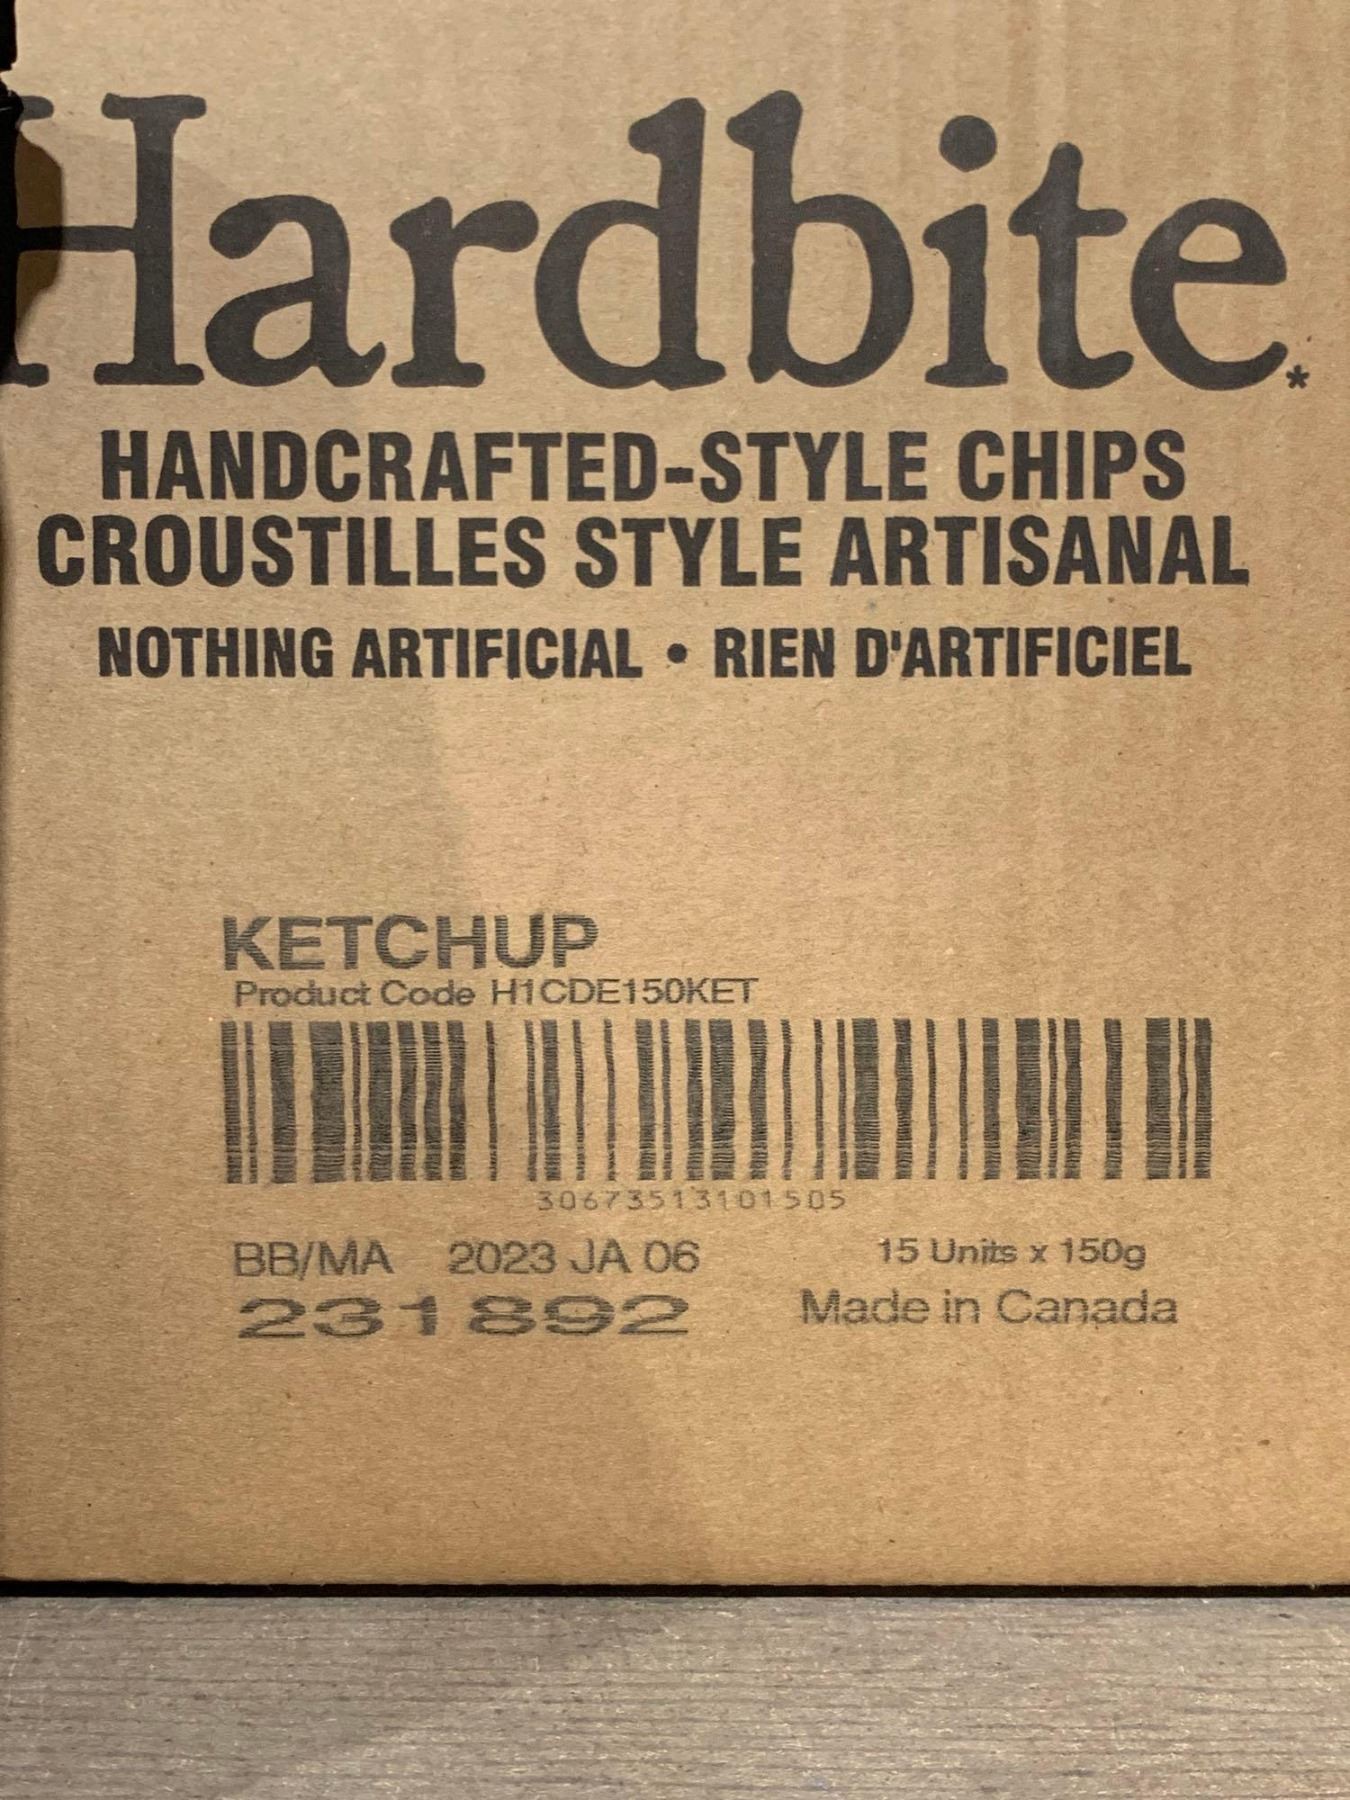 Hardbite*
HANDCRAFTED-STYLE CHIPS
CROUSTILLES STYLE ARTISANAL
NOTHING ARTIFICIAL • RIEN D'ARTIFICIEL
KETCHUP
Product Code H1CDE150KET
30673513101505
BB/MA 2023 JA 06
15 Units x 150g
231892
Made in Canada